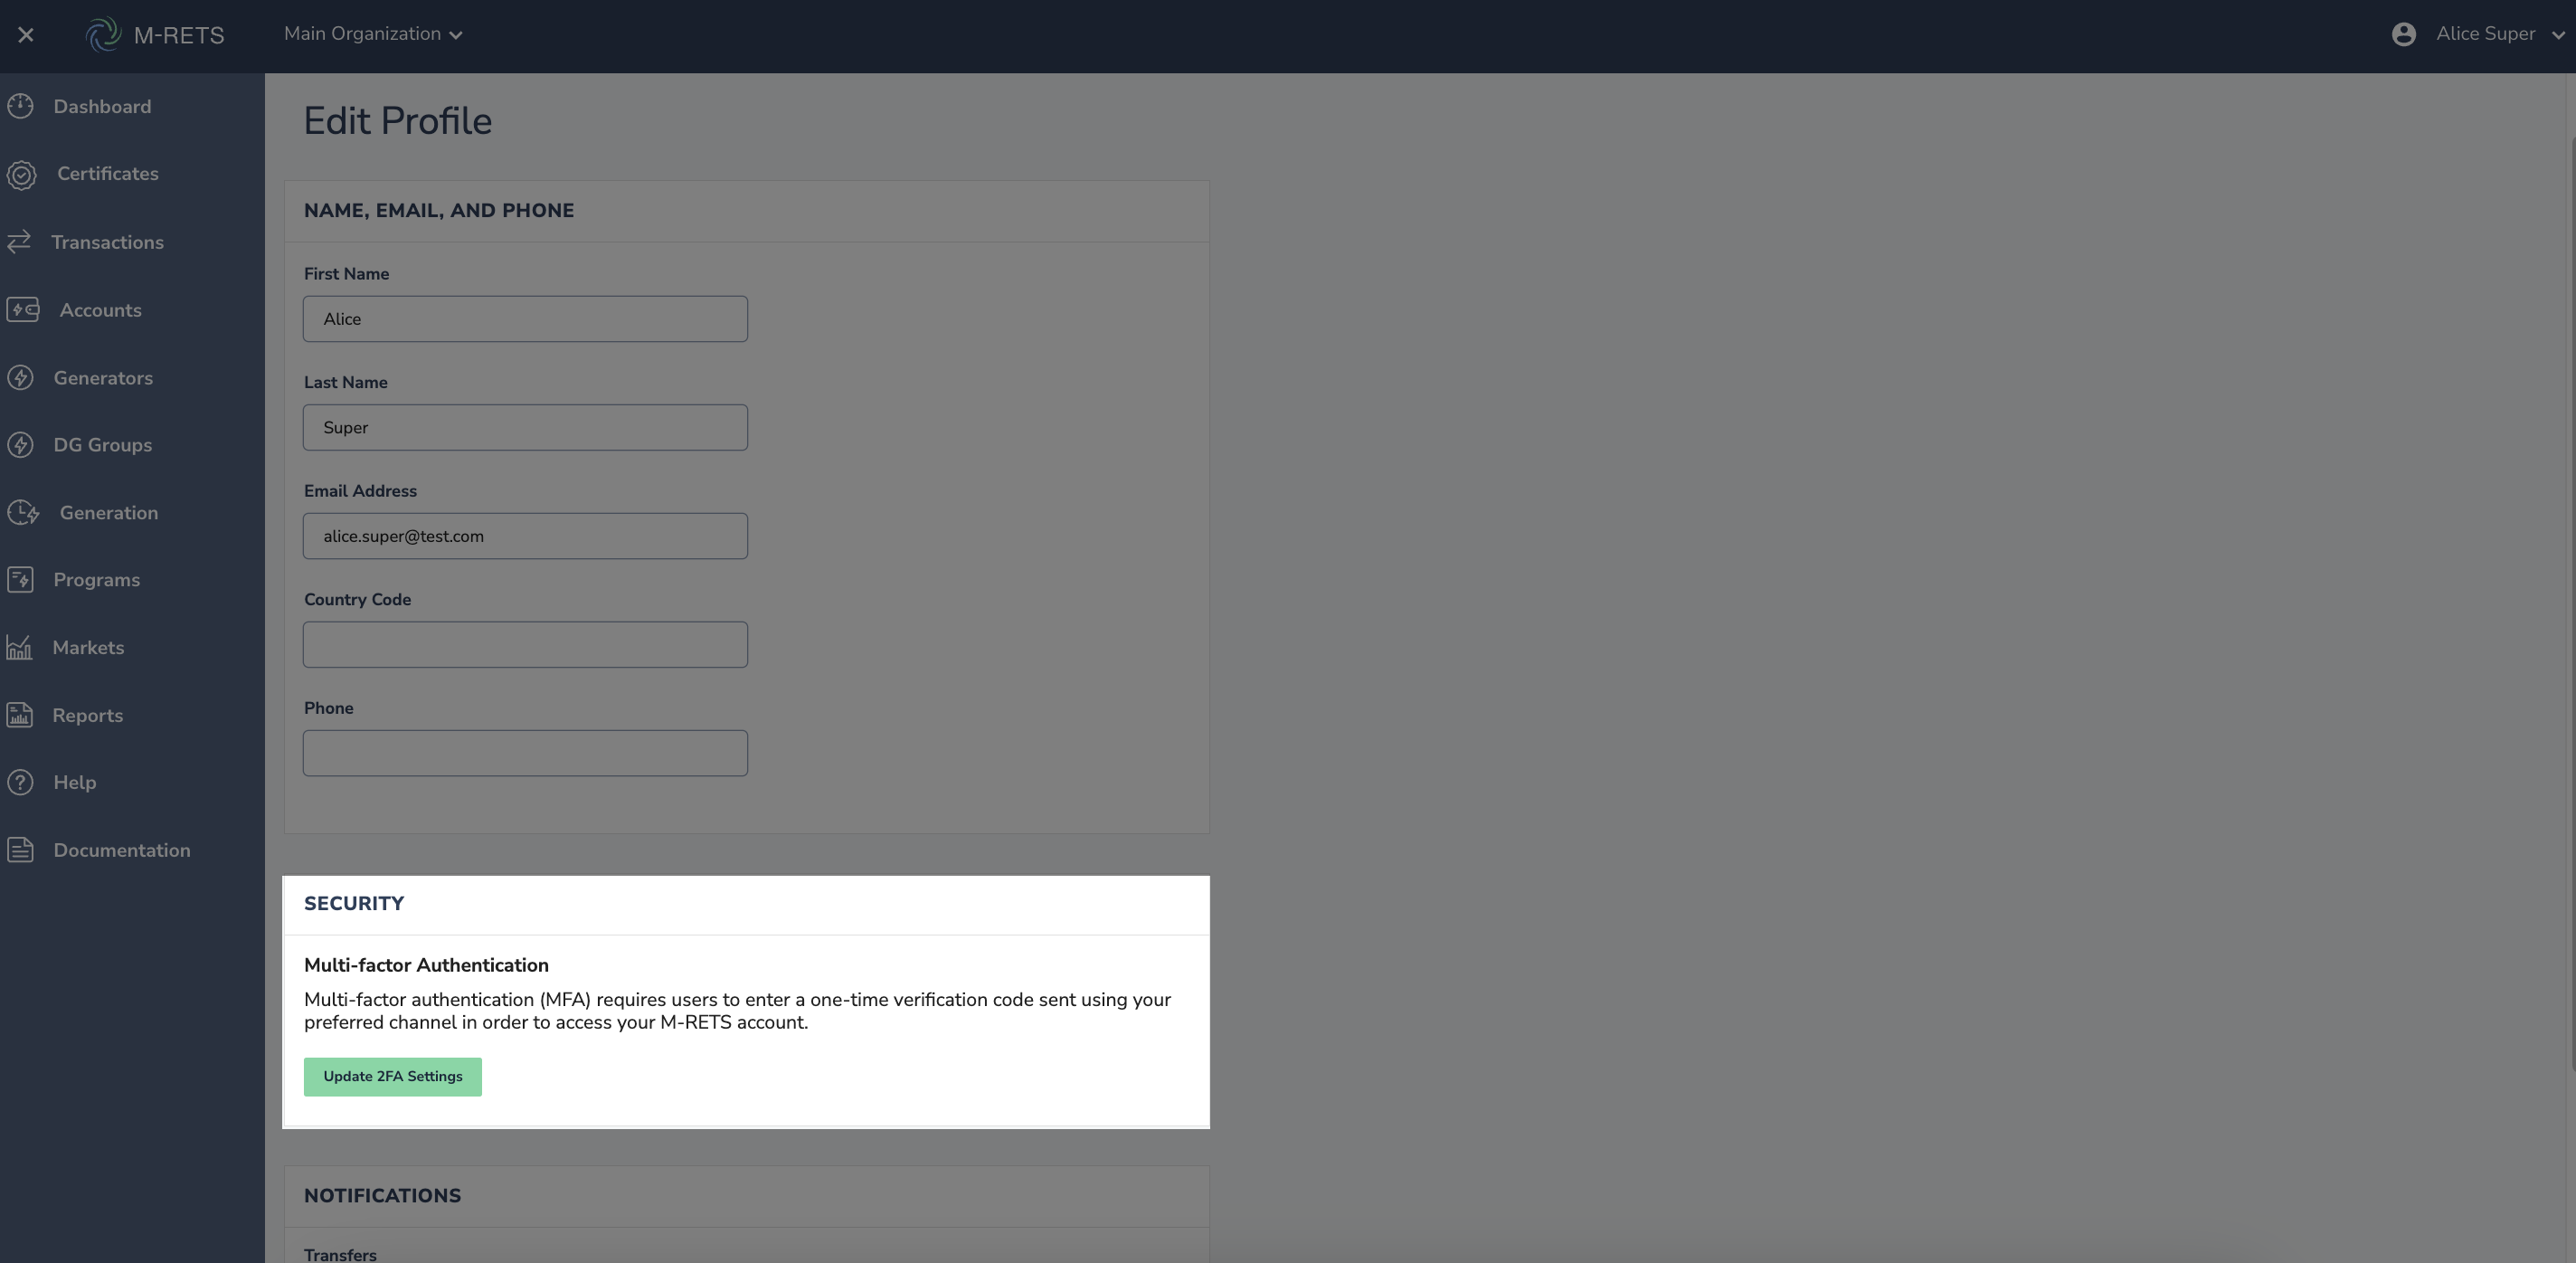 M-RETS
Main Organization
Alice Super
Dashboard
Certificates
Transactions
Accounts
Generators
DG Groups
Generation
Programs
Markets
Reports
Help
Documentation
Edit Profile
NAME, EMAIL, AND PHONE
First Name
Alice
Last Name
Super
Email Address
alice.super@test.com
Country Code
Phone
SECURITY
Multi-factor Authentication
Multi-factor authentication (MFA) requires users to enter a one-time verification code sent using your
preferred channel in order to access your M-RETS account.
Update 2FA Settings
NOTIFICATIONS
Transfers